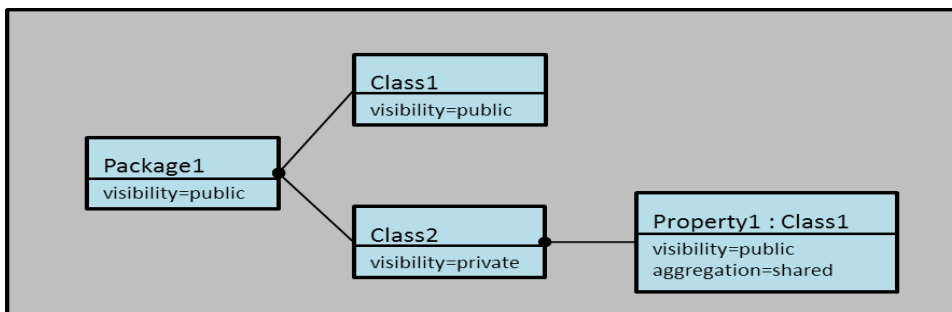 Class1
visibility=public
Package1
visibility=public
Class2
visibility=private
Property1 : Class1
visibility=public
aggregation=shared